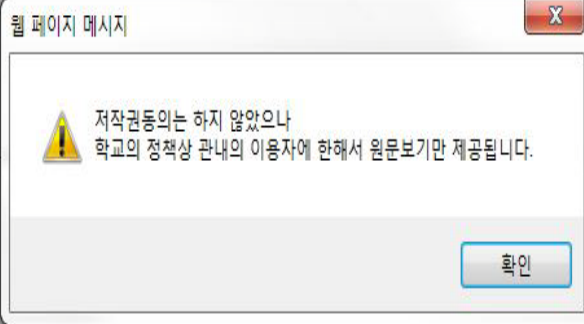 웹 페이지 메시지
X
저작권동의는 하지 않았으나
학교의 정책상 관내의 이용자에 한해서 원문보기만 제공됩니다.
확인